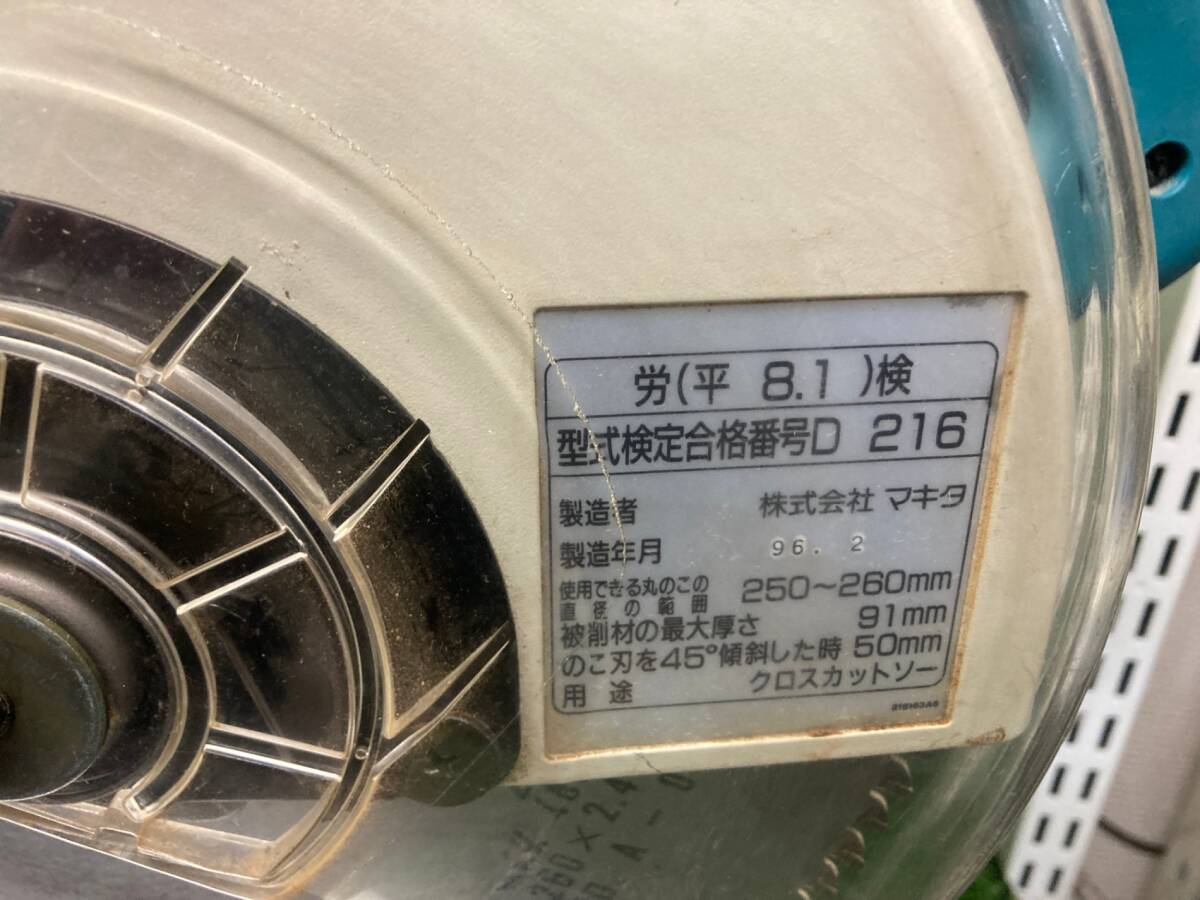 労(平 8.1 )検
型式検定合格番号D 216
製造者 株式会社 マキタ
製造年月 96. 2
使用できる丸のこの直径の範囲 250～260mm
被削材の最大厚さ 91mm
のこ刃を45°傾斜した時 50mm
用途 クロスカットソー